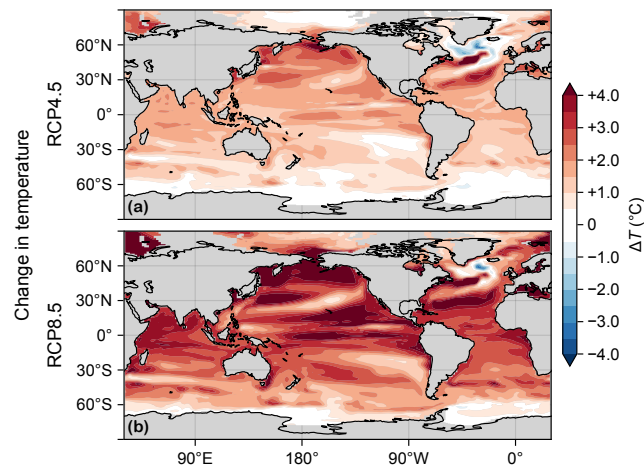 60°N
30°N
0°
30°S
60°S
RCP4.5
(a)
Change in temperature
60°N
30°N
0°
30°S
60°S
RCP8.5
(b)
90°E
180°
90°W
0°
+4.0
+3.0
+2.0
+1.0
0
−1.0
−2.0
−3.0
−4.0
ΔT (°C)